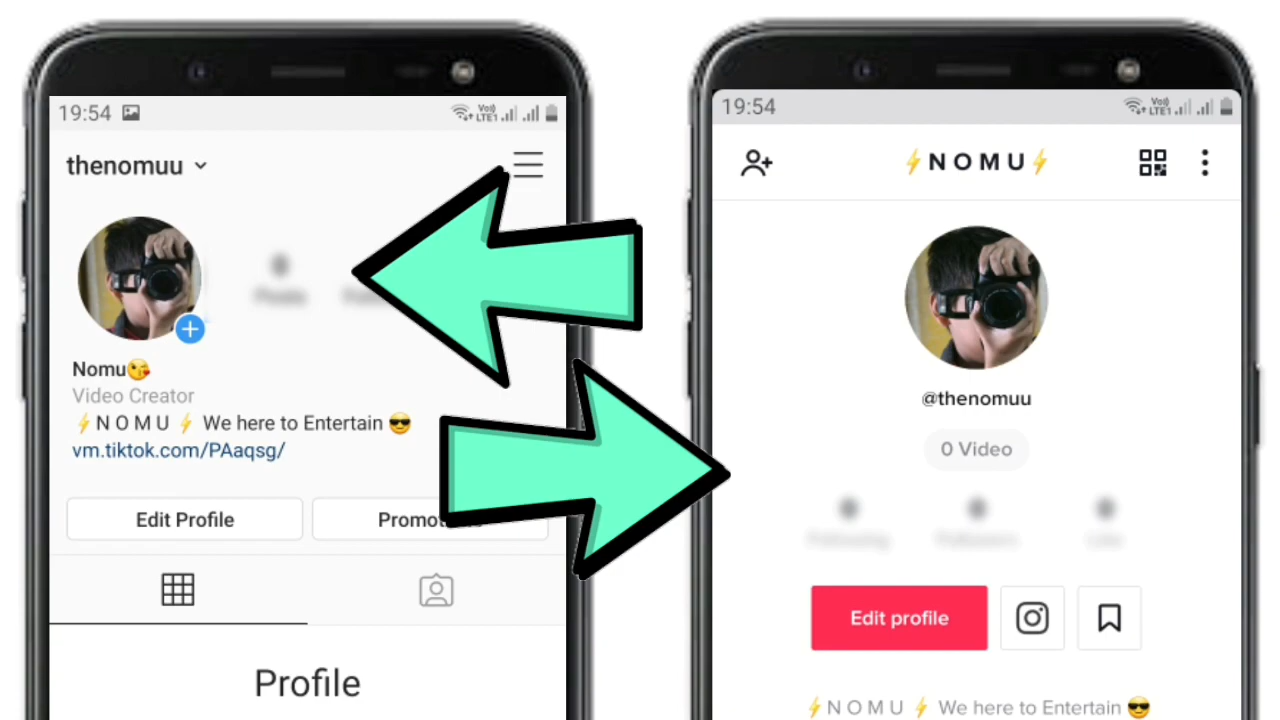 19:54
thenomuu
Nomu😘
Video Creator
⚡N O M U ⚡ We here to Entertain 😎
vm.tiktok.com/PAaqsg/
Edit Profile
Profile
19:54
⚡N O M U⚡
@thenomuu
0 Video
Edit profile
⚡N O M U ⚡ We here to Entertain 😎